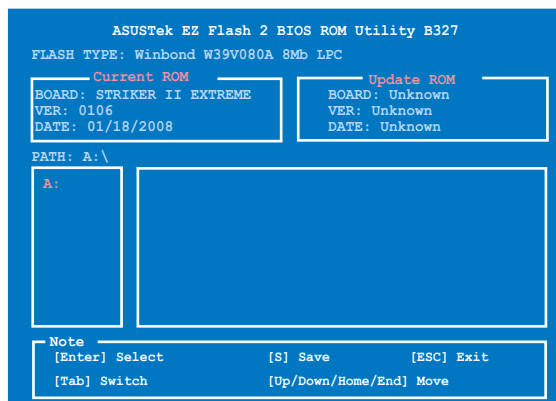 ASUSTek EZ Flash 2 BIOS ROM Utility B327
FLASH TYPE: Winbond W39V080A 8Mb LPC
Current ROM
BOARD: STRIKER II EXTREME
VER: 0106
DATE: 01/18/2008
Update ROM
BOARD: Unknown
VER: Unknown
DATE: Unknown
PATH: A:\
A:
Note
[Enter] Select [S] Save [ESC] Exit
[Tab] Switch [Up/Down/Home/End] Move